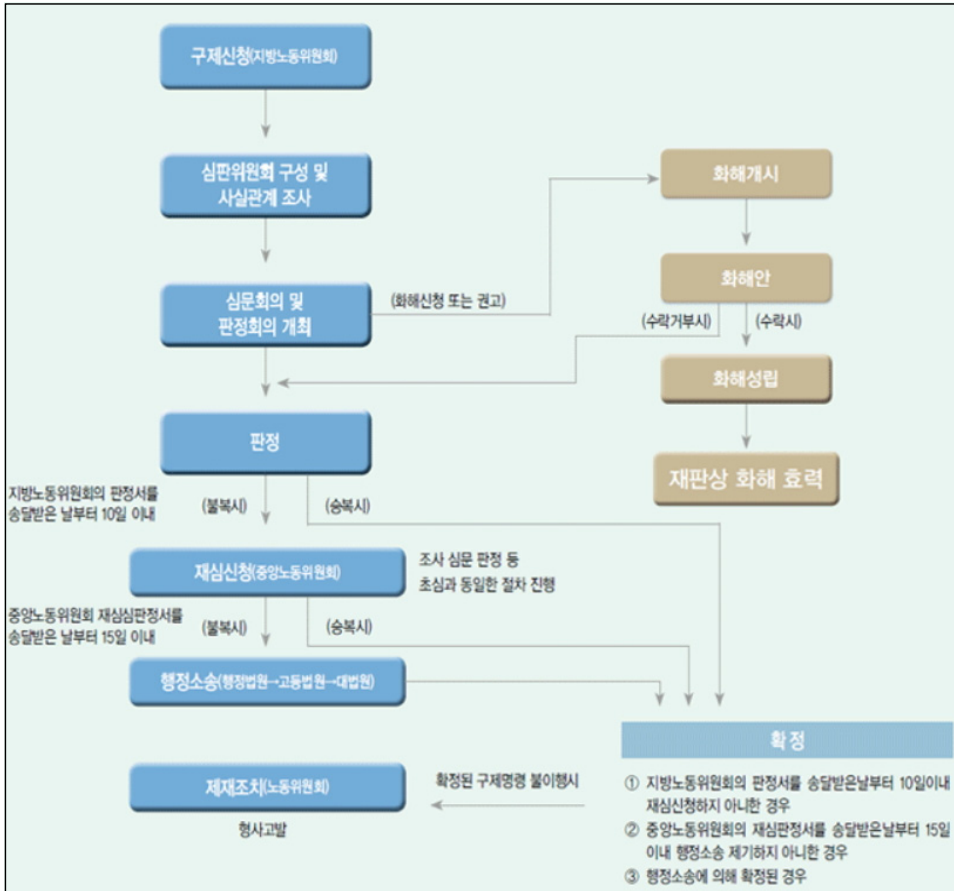 구제신청(지방노동위원회)
심판위원회 구성 및
사실관계 조사
화해개시
심문회의 및
판정회의 개최
(화해신청 또는 권고)
화해안
(수락거부시)
(수락시)
화해성립
판정
재판상 화해 효력
지방노동위원회의 판정서를
송달받은 날부터 10일 이내
(불복시)
(승복시)
재심신청(중앙노동위원회)
조사 심문 판정 등
초심과 동일한 절차 진행
중앙노동위원회 재심심판정서를
송달받은 날부터 15일 이내
(불복시)
(승복시)
행정소송(행정법원→고등법원→대법원)
확정
제재조치(노동위원회)
형사고발
확정된 구제명령 불이행시
① 지방노동위원회의 판정서를 송달받은날부터 10일이내
재심신청하지 아니한 경우
② 중앙노동위원회의 재심판정서를 송달받은날부터 15일
이내 행정소송 제기하지 아니한 경우
③ 행정소송에 의해 확정된 경우